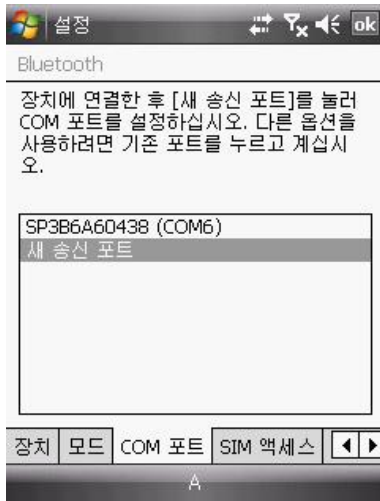 설정
ok
Bluetooth
장치에 연결한 후 [새 송신 포트]를 눌러
COM 포트를 설정하십시오. 다른 옵션을
사용하려면 기존 포트를 누르고 계십시
오.
SP3B6A60438 (COM6)
새 송신 포트
장치 모드 COM 포트 SIM 액세스
A